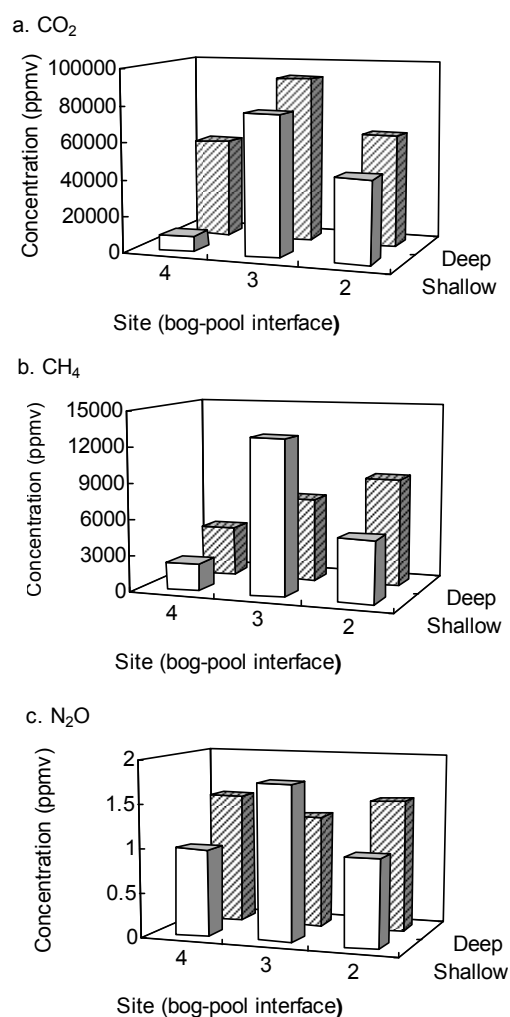 a. CO₂
100000
80000
60000
40000
20000
0
Concentration (ppmv)
4
3
2
Deep
Shallow
Site (bog-pool interface)
b. CH₄
15000
12000
9000
6000
3000
0
Concentration (ppmv)
4
3
2
Deep
Shallow
Site (bog-pool interface)
c. N₂O
2
1.5
1
0.5
0
Concentration (ppmv)
4
3
2
Deep
Shallow
Site (bog-pool interface)